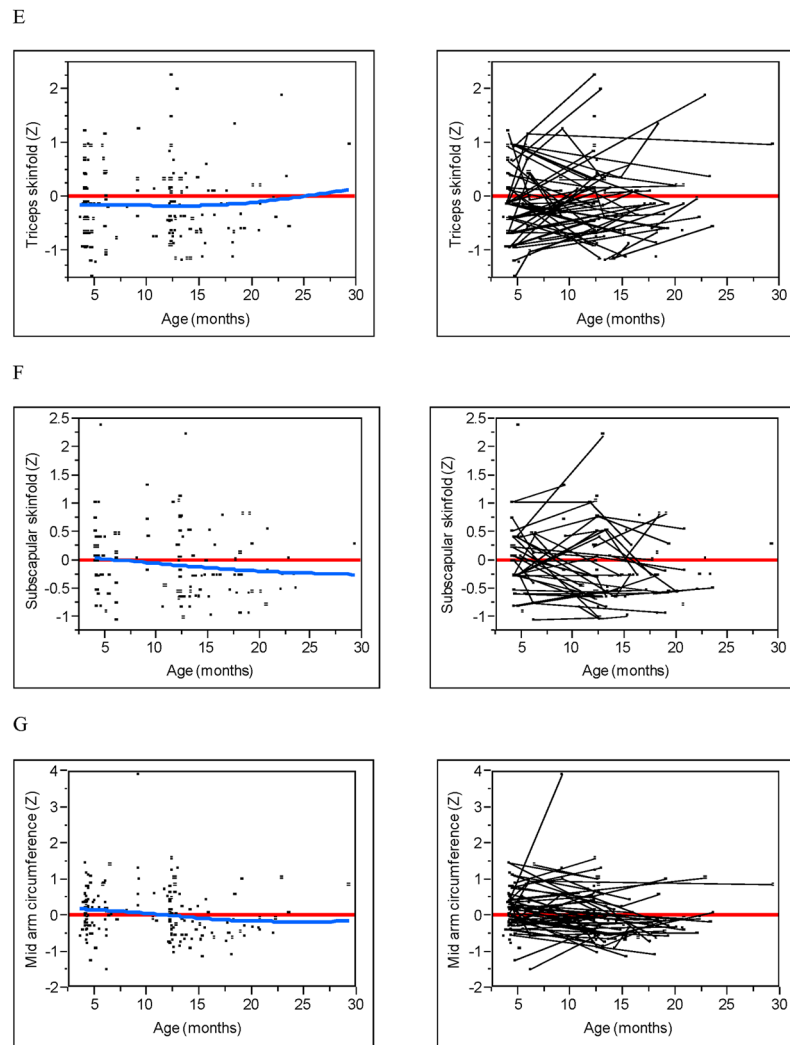 E
Triceps skinfold (Z)
2
1
0
-1
5 10 15 20 25 30
Age (months)
Triceps skinfold (Z)
2
1
0
-1
5 10 15 20 25 30
Age (months)
F
Subscapular skinfold (Z)
2.5
2
1.5
1
0.5
0
-0.5
-1
5 10 15 20 25 30
Age (months)
Subscapular skinfold (Z)
2.5
2
1.5
1
0.5
0
-0.5
-1
5 10 15 20 25 30
Age (months)
G
Mid arm circumference (Z)
4
3
2
1
0
-1
-2
5 10 15 20 25 30
Age (months)
Mid arm circumference (Z)
4
3
2
1
0
-1
-2
5 10 15 20 25 30
Age (months)